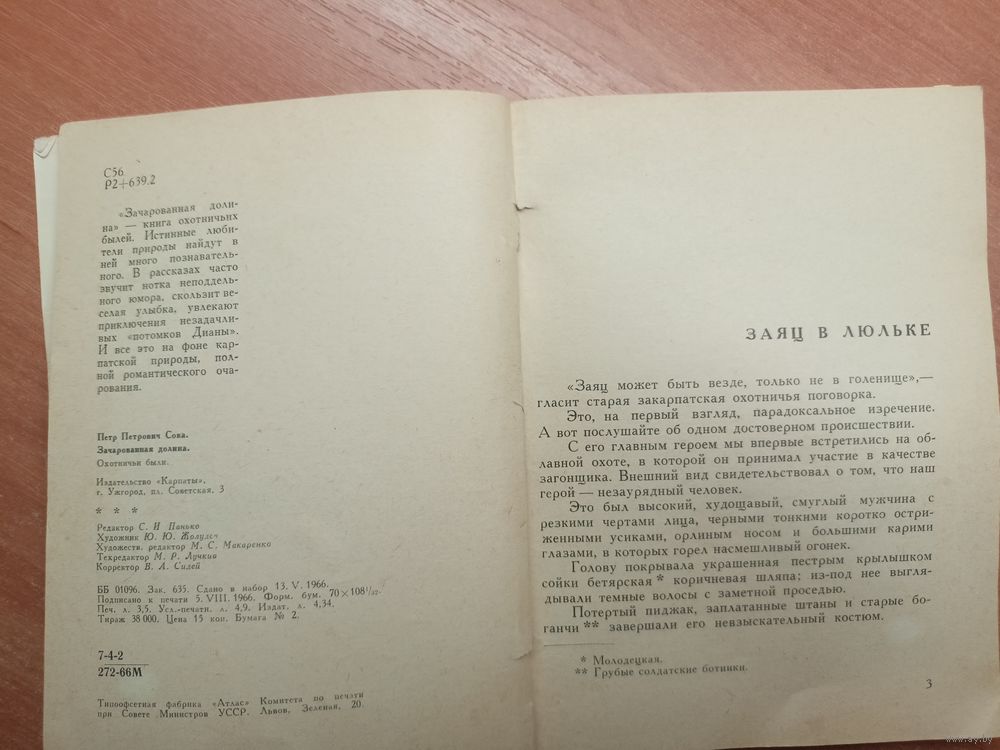 С56
Р2+639.2
«Зачарованная доли-
на» — книга охотничьих
былей. Истинные люби-
тели природы найдут в
ней много познаватель-
ного. В рассказах часто
звучит нотка неподдель-
ного юмора, скользит ве-
селая улыбка, увлекают
приключения незадачли-
вых «потомков Дианы».
И все это на фоне кар-
патской природы, пол-
ной романтического оча-
рования.
Петр Петрович Сова.
Зачарованная долина.
Охотничьи были.
Издательство «Карпаты»,
г. Ужгород, пл. Советская, 3
* * *
Редактор С. И Панько
Художник Ю. Ю. Жолудь
Художеств. редактор М. С. Макаренко
Техредактор М. Р. Лучкив
Корректор В. А. Силей
ББ 01096. Зак. 635. Сдано в набор 13. V. 1966.
Подписано к печати 5. VIII. 1966. Форм. бум. 70×108¹/₃₂.
Печ. л. 3,5. Усл.-печатн. л. 4,9. Издат. л. 4,34.
Тираж 38 000. Цена 15 коп. Бумага № 2.
7-4-2
272-66М
Типоофсетная фабрика «Атлас» Комитета по печати
при Совете Министров УССР. Львов, Зеленая, 20.
ЗАЯЦ В ЛЮЛЬКЕ
«Заяц может быть везде, только не в голенище»,—
гласит старая закарпатская охотничья поговорка.
Это, на первый взгляд, парадоксальное изречение.
А вот послушайте об одном достоверном происшествии.
С его главным героем мы впервые встретились на об-
лавной охоте, в которой он принимал участие в качестве
загонщика. Внешний вид свидетельствовал о том, что наш
герой — незаурядный человек.
Это был высокий, худощавый, смуглый мужчина с
резкими чертами лица, черными тонкими коротко остри-
женными усиками, орлиным носом и большими карими
глазами, в которых горел насмешливый огонек.
Голову покрывала украшенная пестрым крылышком
сойки бетярская * коричневая шляпа; из-под нее выгля-
дывали темные волосы с заметной проседью.
Потертый пиджак, заплатанные штаны и старые бо-
ганчи ** завершали его невзыскательный костюм.
* Молодецкая.
** Грубые солдатские ботинки.
3
www.ay.by